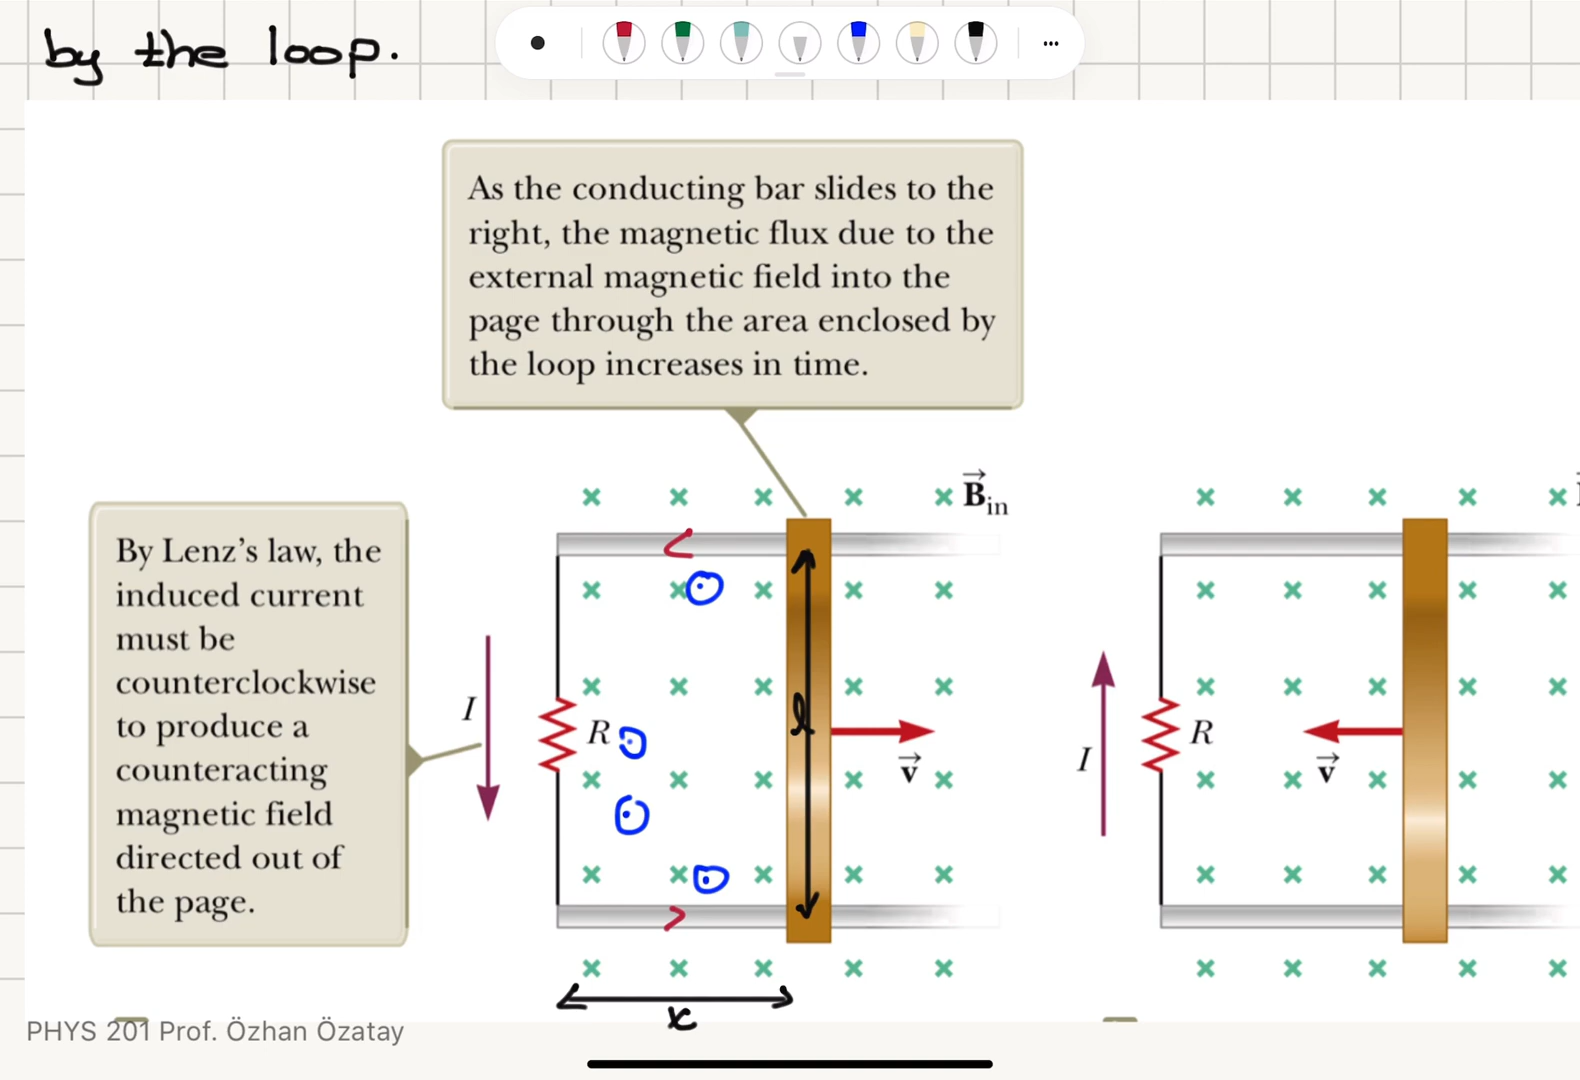 by the loop.
As the conducting bar slides to the
right, the magnetic flux due to the
external magnetic field into the
page through the area enclosed by
the loop increases in time.
By Lenz’s law, the
induced current
must be
counterclockwise
to produce a
counteracting
magnetic field
directed out of
the page.
B in
I
R
l
v
x
I
R
v
PHYS 201 Prof. Özhan Özatay